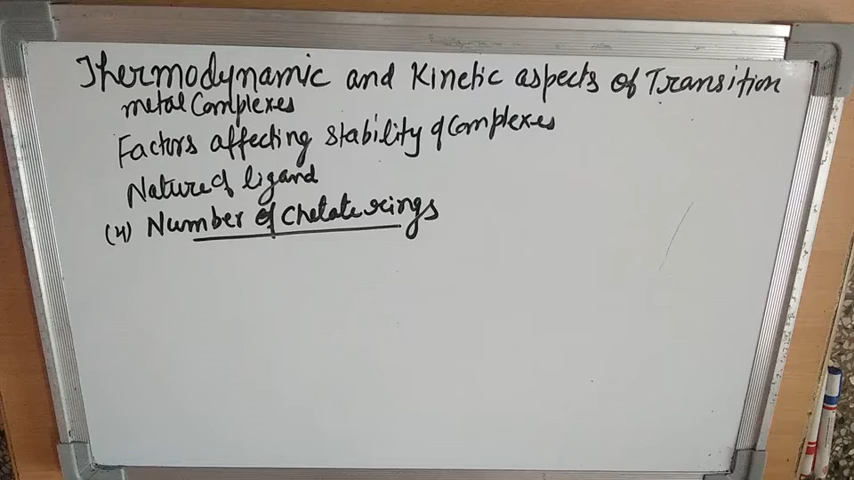 Thermodynamic and Kinetic aspects of Transition
metal Complexes
Factors affecting stability of Complexes
Nature of ligand
(4) Number of Chelate rings